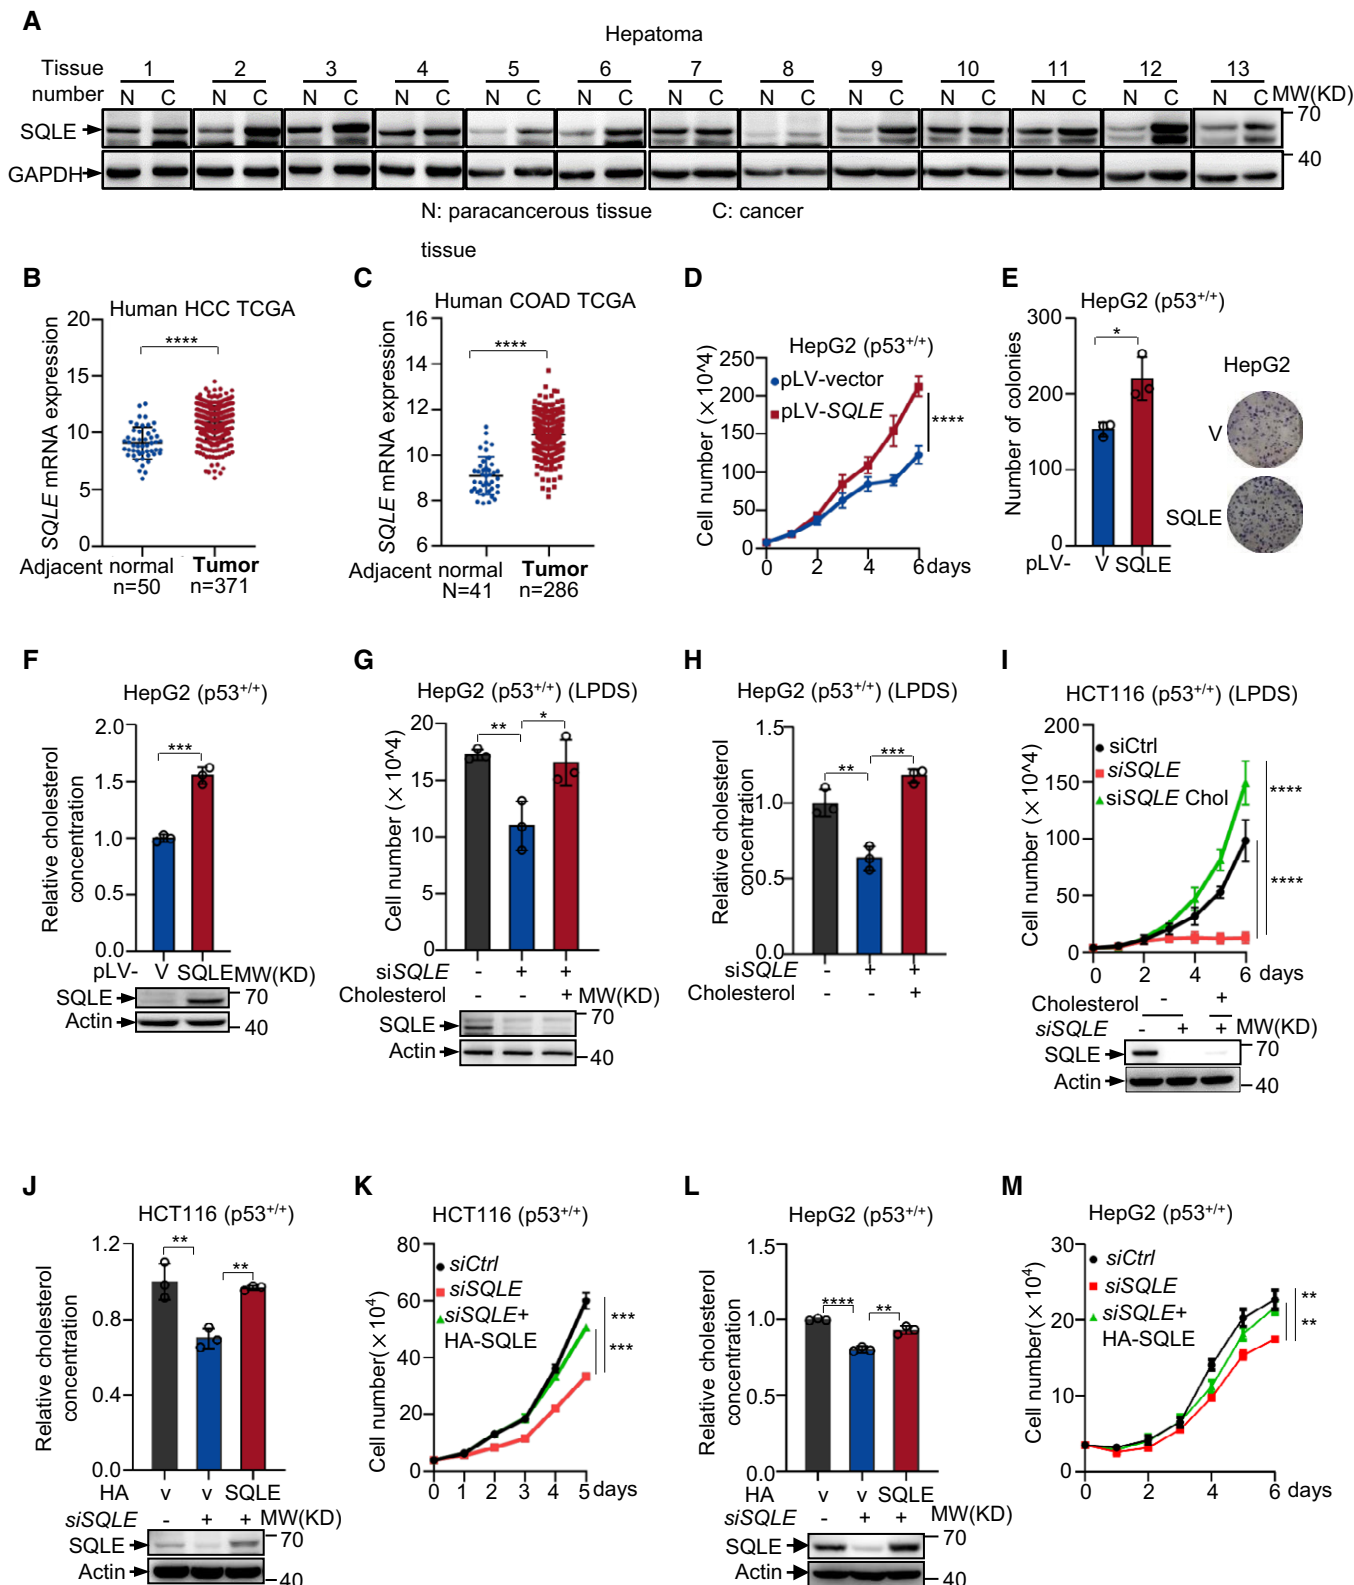 A
Hepatoma
Tissue number 1 2 3 4 5 6 7 8 9 10 11 12 13
N C N C N C N C N C N C N C N C N C N C N C N C N C MW(KD)
SQLE 70
GAPDH 40
N: paracancerous tissue C: cancer tissue
B
Human HCC TCGA
SQLE mRNA expression
20
15
10
5
0
****
Adjacent normal Tumor
n=50 n=371
C
Human COAD TCGA
SQLE mRNA expression
16
14
12
10
8
6
****
Adjacent normal Tumor
N=41 n=286
D
HepG2 (p53+/+)
Cell number (×10^4)
250
200
150
100
50
0
pLV-vector
pLV-SQLE
****
0 2 4 6 days
E
HepG2 (p53+/+)
Number of colonies
300
200
100
0
*
pLV- V SQLE
HepG2
V
SQLE
F
HepG2 (p53+/+)
Relative cholesterol concentration
2.0
1.5
1.0
0.5
0.0
***
pLV- V SQLE MW(KD)
SQLE 70
Actin 40
G
HepG2 (p53+/+) (LPDS)
Cell number (×10^4)
20
15
10
5
0
** *
siSQLE - + +
Cholesterol - - + MW(KD)
SQLE 70
Actin 40
H
HepG2 (p53+/+) (LPDS)
Relative cholesterol concentration
1.5
1.0
0.5
0.0
** ***
siSQLE - + +
Cholesterol - - +
I
HCT116 (p53+/+) (LPDS)
Cell number (×10^4)
200
150
100
50
0
siCtrl
siSQLE
siSQLE Chol
****
****
0 2 4 6 days
Cholesterol - +
siSQLE - + + MW(KD)
SQLE 70
Actin 40
J
HCT116 (p53+/+)
Relative cholesterol concentration
1.2
0.8
0.4
0.0
** **
HA v v SQLE
siSQLE - + + MW(KD)
SQLE 70
Actin 40
K
HCT116 (p53+/+)
Cell number(×10⁴)
80
60
40
20
0
siCtrl
siSQLE
siSQLE+
HA-SQLE
***
***
0 1 2 3 4 5 days
L
HepG2 (p53+/+)
Relative cholesterol concentration
1.5
1.0
0.5
0.0
**** **
HA v v SQLE
siSQLE - + + MW(KD)
SQLE 70
Actin 40
M
HepG2 (p53+/+)
Cell number(×10⁴)
30
20
10
0
siCtrl
siSQLE
siSQLE+
HA-SQLE
**
**
0 2 4 6 days